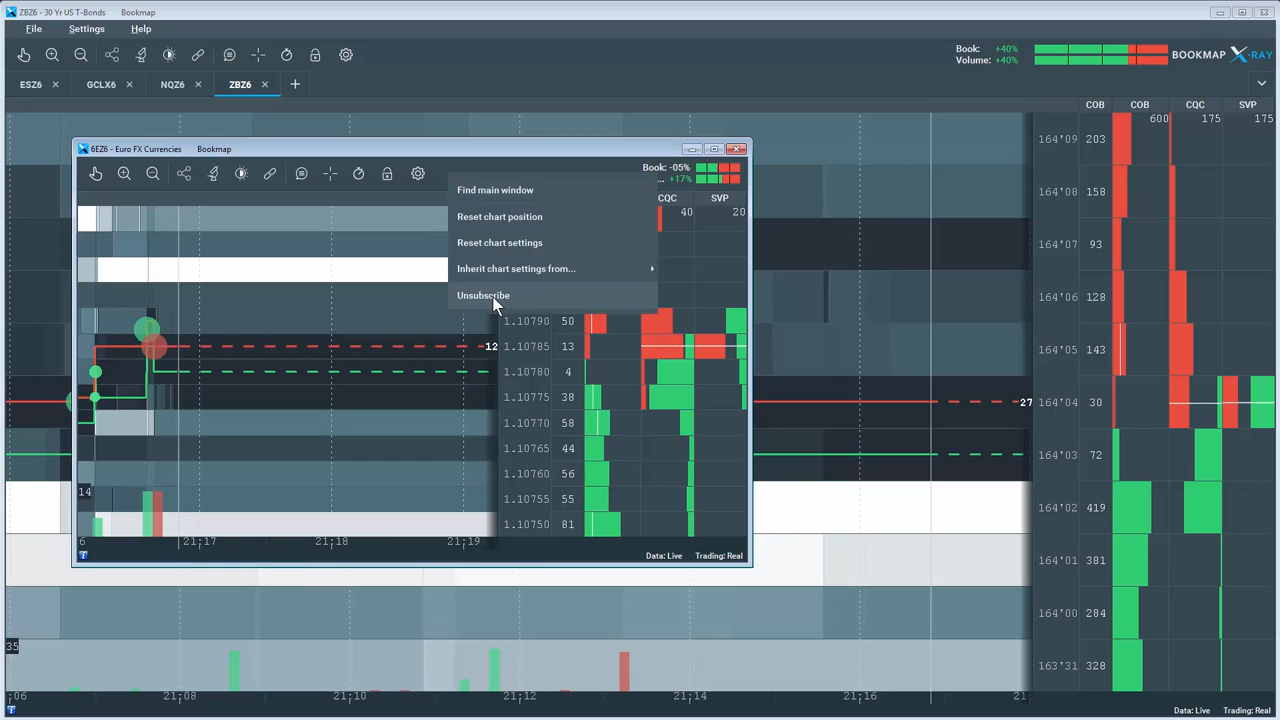 ZBZ6 - 30 Yr US T-Bonds Bookmap
File Settings Help
Book: +40%
Volume: +40%
BOOKMAP X-RAY
ESZ6 GCLX6 NQZ6 ZBZ6
COB COB CQC SVP
600 175 175
164'09 203
164'08 158
164'07 93
164'06 128
164'05 143
164'04 30
27
164'03 72
164'02 419
164'01 381
164'00 284
163'31 328
6EZ6 - Euro FX Currencies Bookmap
Book: -05%
... +17%
CQC SVP
40 20
Find main window
Reset chart position
Reset chart settings
Inherit chart settings from...
Unsubscribe
1.10790 50
12 1.10785 13
1.10780 4
1.10775 38
1.10770 58
1.10765 44
1.10760 56
14 1.10755 55
1.10750 81
6 21:17 21:18 21:19
Data: Live Trading: Real
35
:06 21:08 21:10 21:12 21:14 21:16 21:
Data: Live Trading: Real